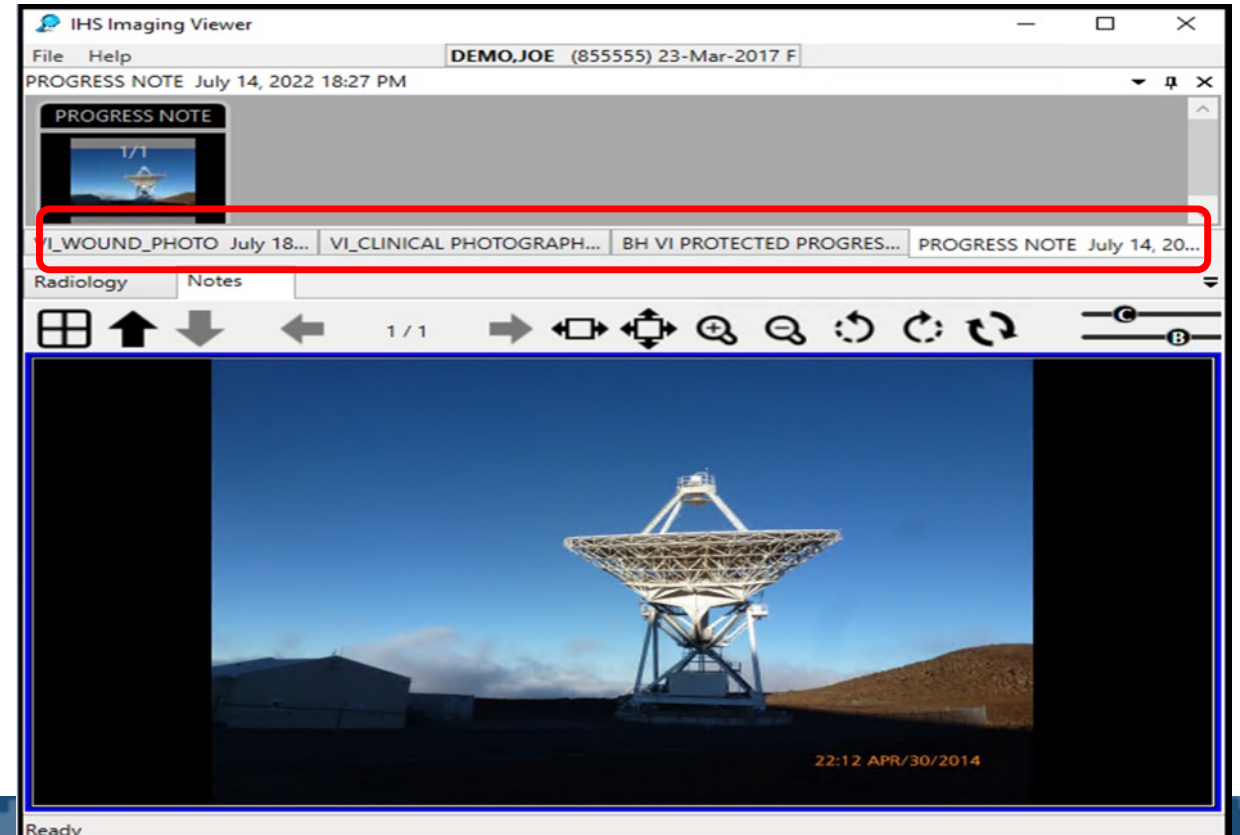 IHS Imaging Viewer
File Help DEMO,JOE (855555) 23-Mar-2017 F
PROGRESS NOTE July 14, 2022 18:27 PM
PROGRESS NOTE
1/1
VI_WOUND_PHOTO July 18... VI_CLINICAL PHOTOGRAPH... BH VI PROTECTED PROGRES... PROGRESS NOTE July 14, 20...
Radiology Notes
1 / 1 C
B
22:12 APR/30/2014
Ready